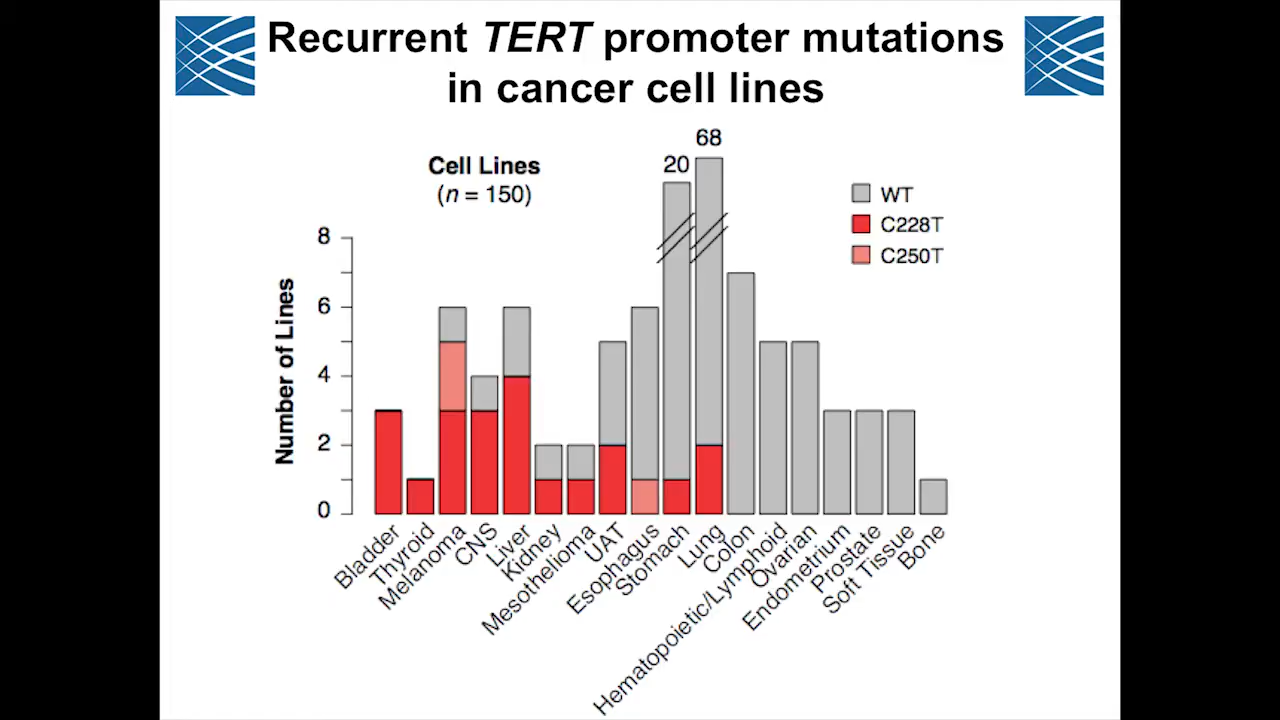 Recurrent TERT promoter mutations
in cancer cell lines
Cell Lines
(n = 150)
20
68
WT
C228T
C250T
Number of Lines
8
6
4
2
0
Bladder
Thyroid
Melanoma
CNS
Liver
Kidney
Mesothelioma
UAT
Esophagus
Stomach
Lung
Colon
Hematopoietic/Lymphoid
Ovarian
Endometrium
Prostate
Soft Tissue
Bone